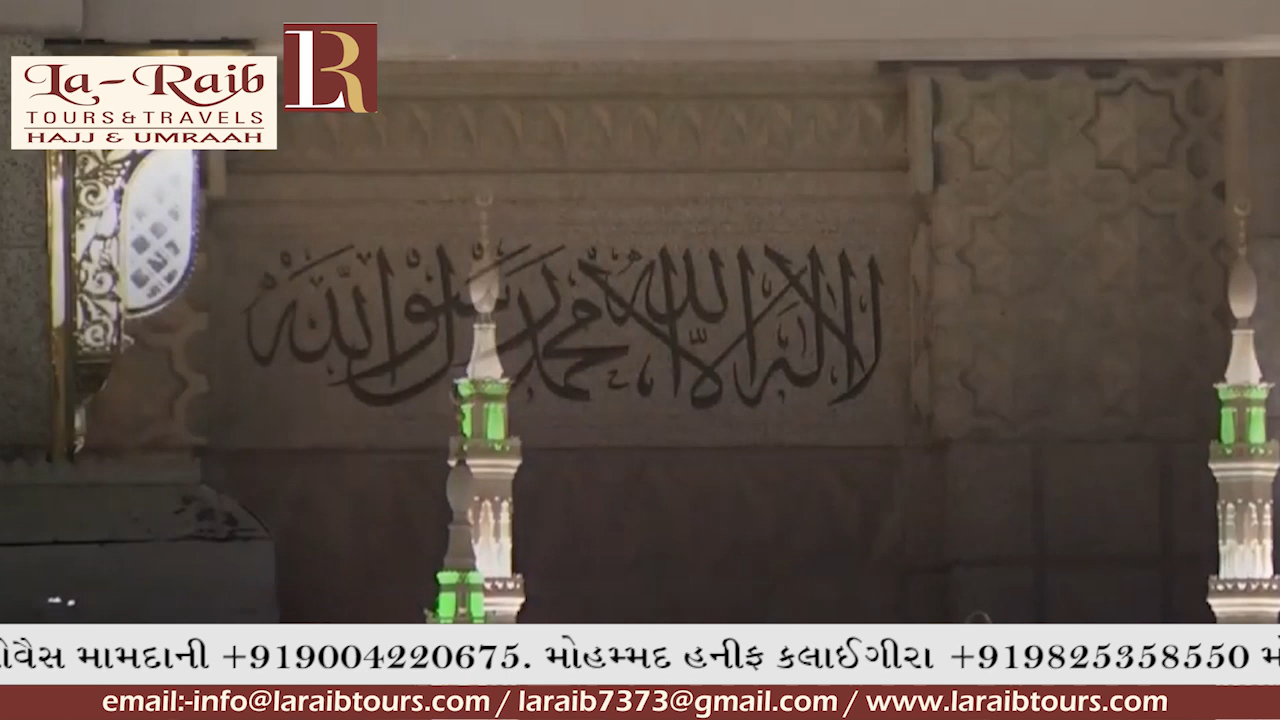 La-Raib
TOURS & TRAVELS
HAJJ & UMRAAH
LR
لا اله الا الله محمد رسول الله
મામદાની +919004220675. મોહમ્મદ હનીફ કલાઈગીરા +919825358550
email:-info@laraibtours.com / laraib7373@gmail.com / www.laraibtours.com